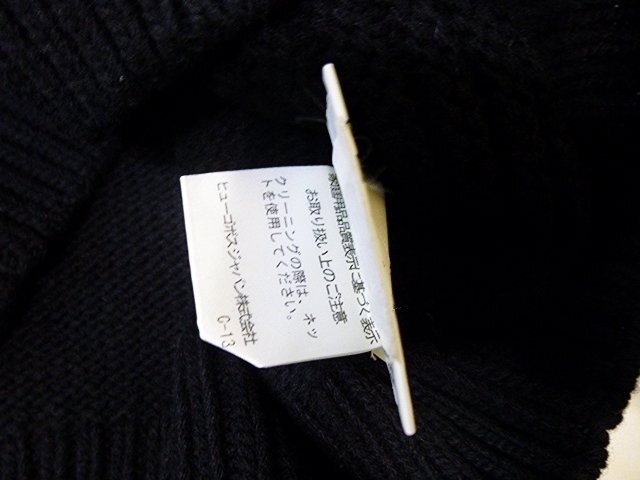 家庭用品品質表示に基づく表示
お取り扱い上のご注意
クリーニングの際は、ネッ
トを使用してください。
ヒューゴボスジャパン株式会社
G-13